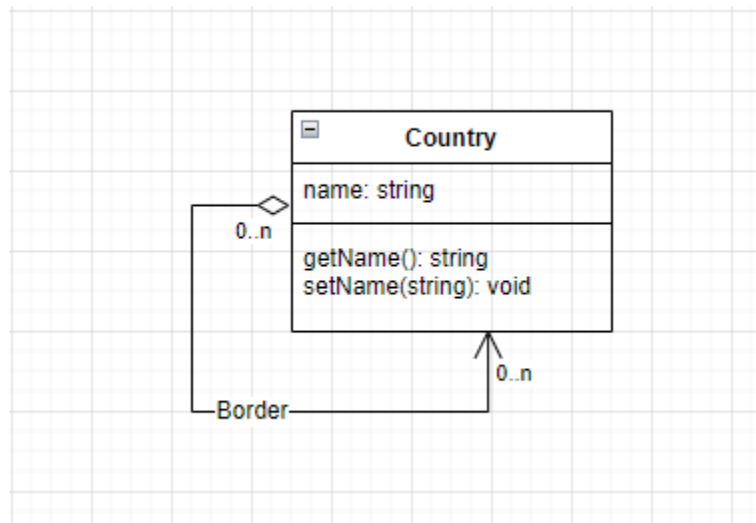 Country
name: string
0..n
getName(): string
setName(string): void
0..n
Border